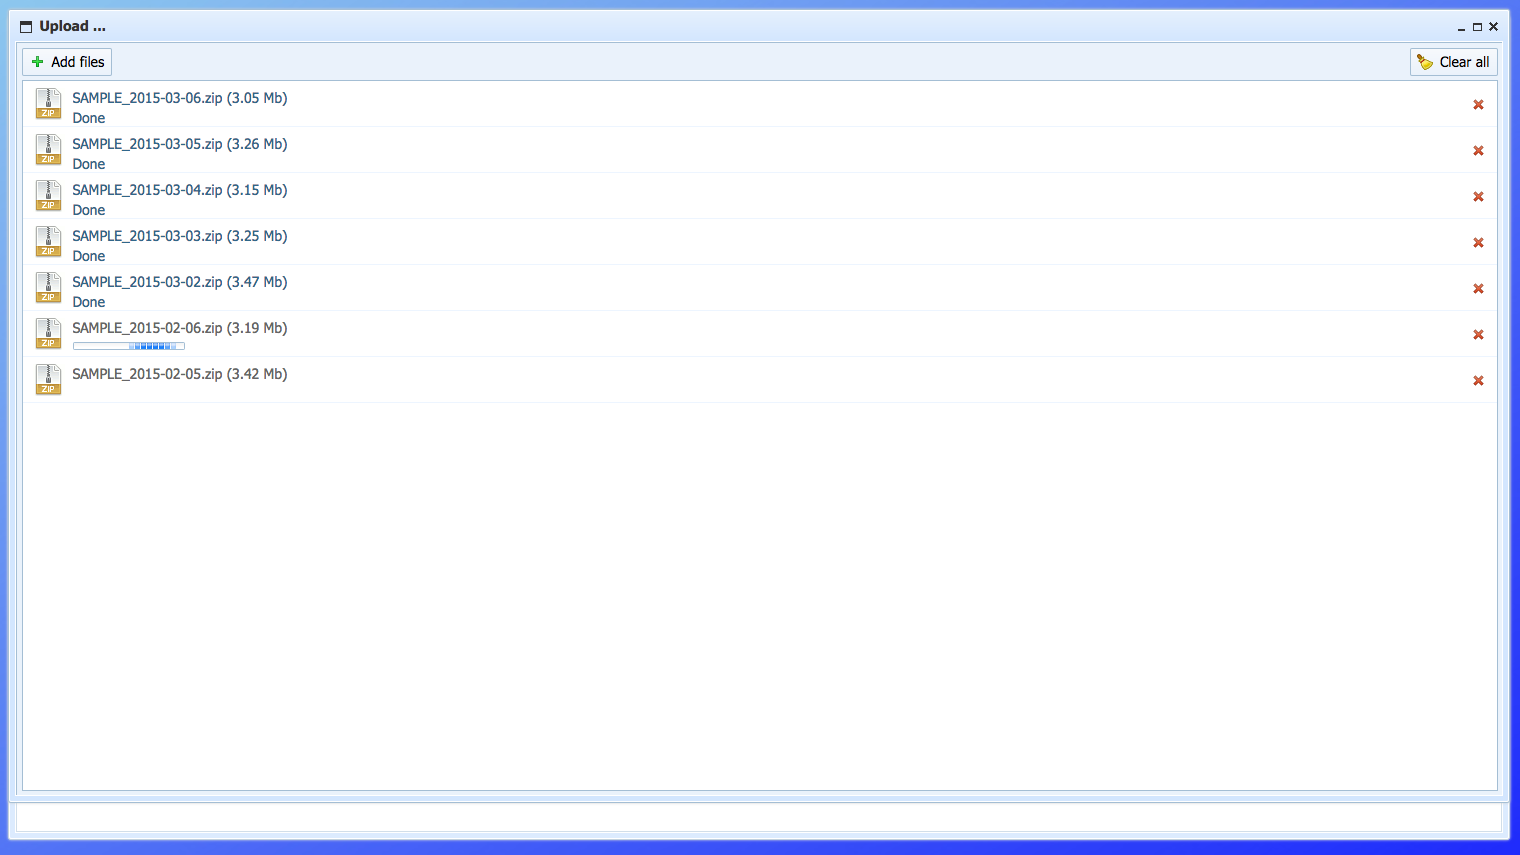 Upload ...
Add files
Clear all
SAMPLE_2015-03-06.zip (3.05 Mb)
ZIP
Done
SAMPLE_2015-03-05.zip (3.26 Mb)
ZIP
Done
SAMPLE_2015-03-04.zip (3.15 Mb)
ZIP
Done
SAMPLE_2015-03-03.zip (3.25 Mb)
ZIP
Done
SAMPLE_2015-03-02.zip (3.47 Mb)
ZIP
Done
SAMPLE_2015-02-06.zip (3.19 Mb)
ZIP
SAMPLE_2015-02-05.zip (3.42 Mb)
ZIP